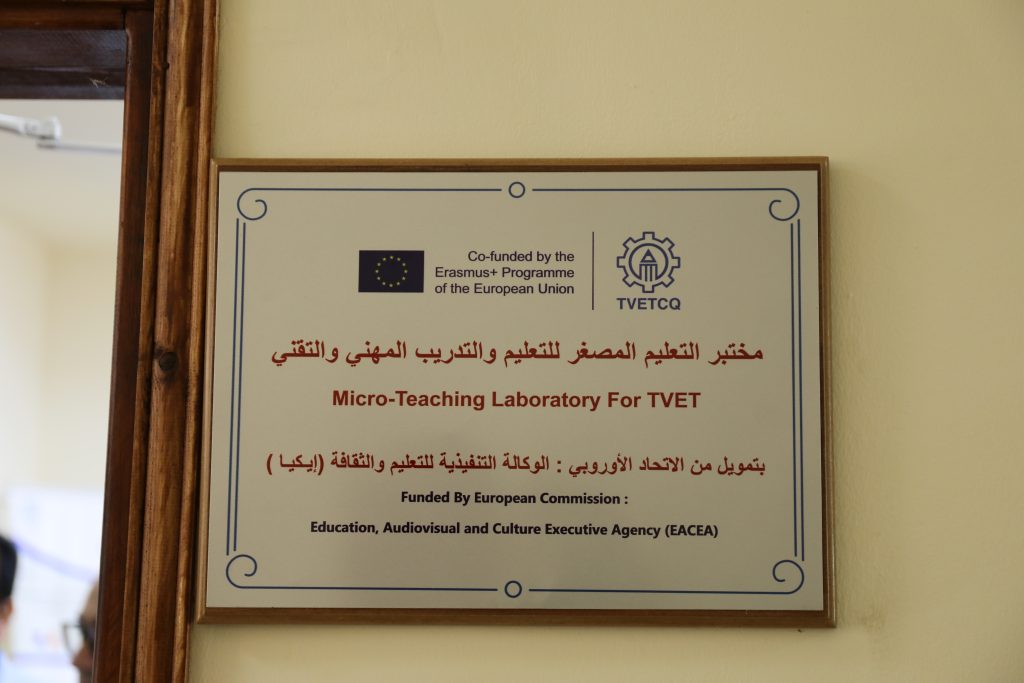 Co-funded by the
Erasmus+ Programme
of the European Union
TVETCQ
مختبر التعليم المصغر للتعليم والتدريب المهني والتقني
Micro-Teaching Laboratory For TVET
بتمويل من الاتحاد الأوروبي : الوكالة التنفيذية للتعليم والثقافة (إيكيا )
Funded By European Commission :
Education, Audiovisual and Culture Executive Agency (EACEA)